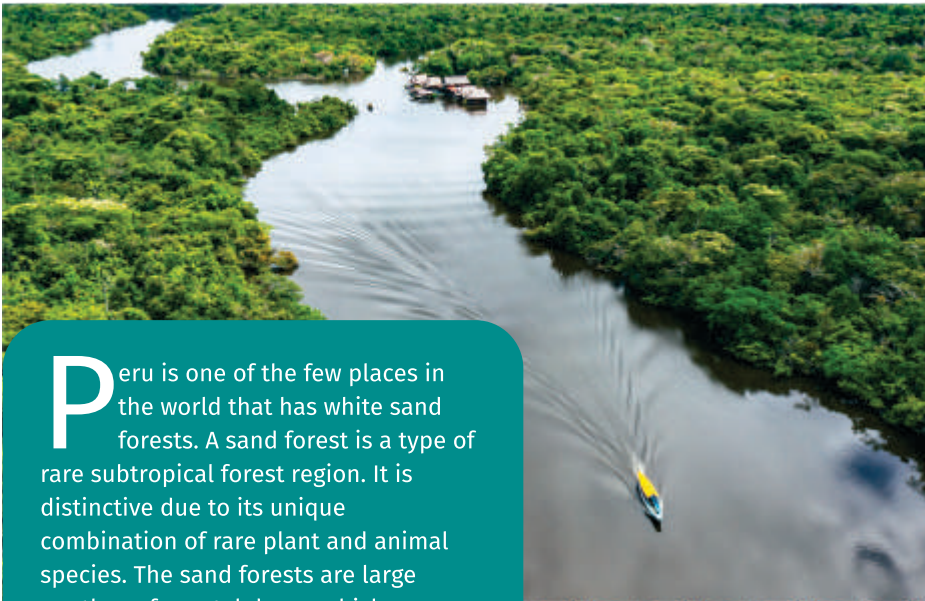 Peru is one of the few places in
the world that has white sand
forests. A sand forest is a type of
rare subtropical forest region. It is
distinctive due to its unique
combination of rare plant and animal
species. The sand forests are large